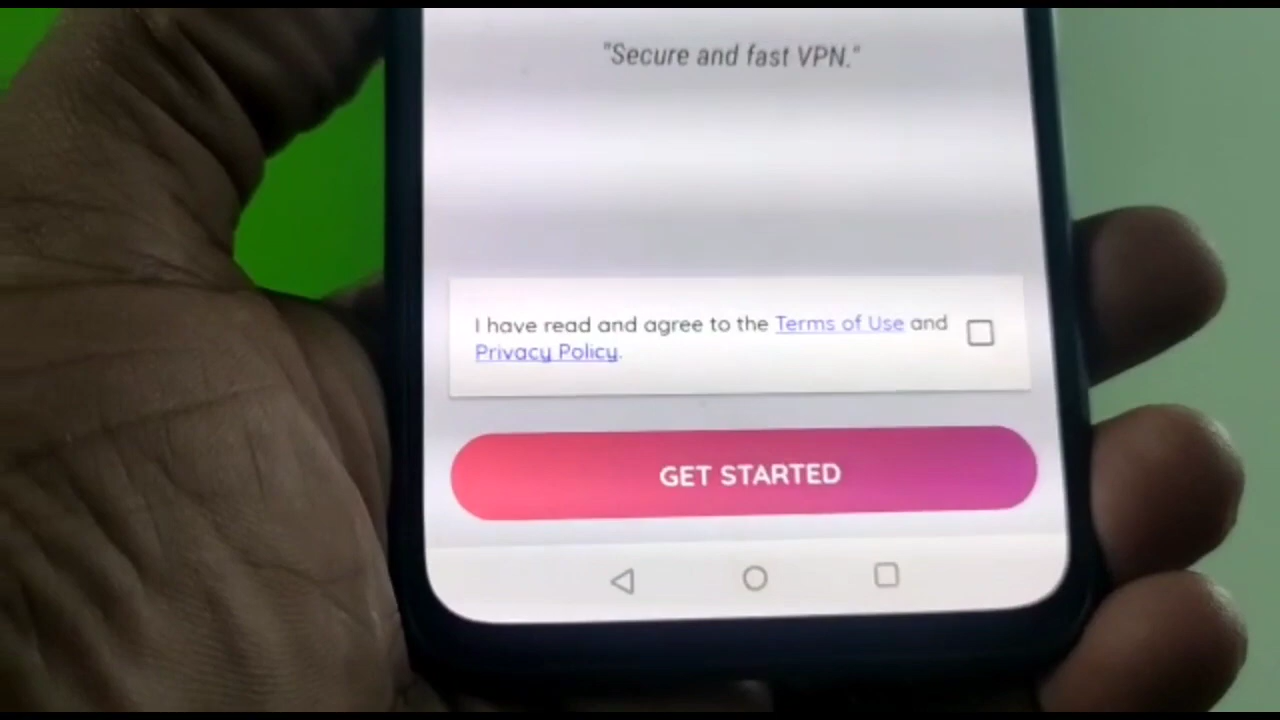 "Secure and fast VPN."
I have read and agree to the Terms of Use and
Privacy Policy.
GET STARTED